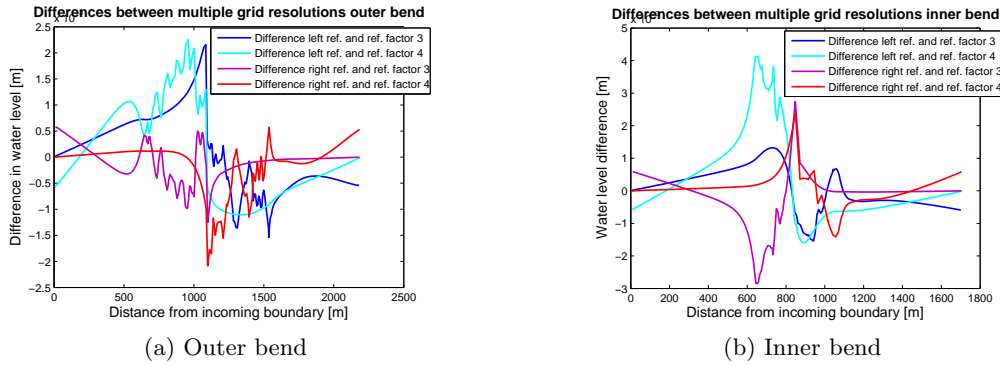 Differences between multiple grid resolutions outer bend
Difference left ref. and ref. factor 3
Difference left ref. and ref. factor 4
Difference right ref. and ref. factor 3
Difference right ref. and ref. factor 4
Difference in water level [m]
2.5
2
1.5
1
0.5
0
−0.5
−1
−1.5
−2
−2.5
0
500
1000
1500
2000
2500
Distance from incoming boundary [m]
(a) Outer bend
Differences between multiple grid resolutions inner bend
Difference left ref. and ref. factor 3
Difference left ref. and ref. factor 4
Difference right ref. and ref. factor 3
Difference right ref. and ref. factor 4
Water level difference [m]
5
4
3
2
1
0
−1
−2
−3
0
200
400
600
800
1000
1200
1400
1600
1800
Distance from incoming boundary [m]
(b) Inner bend